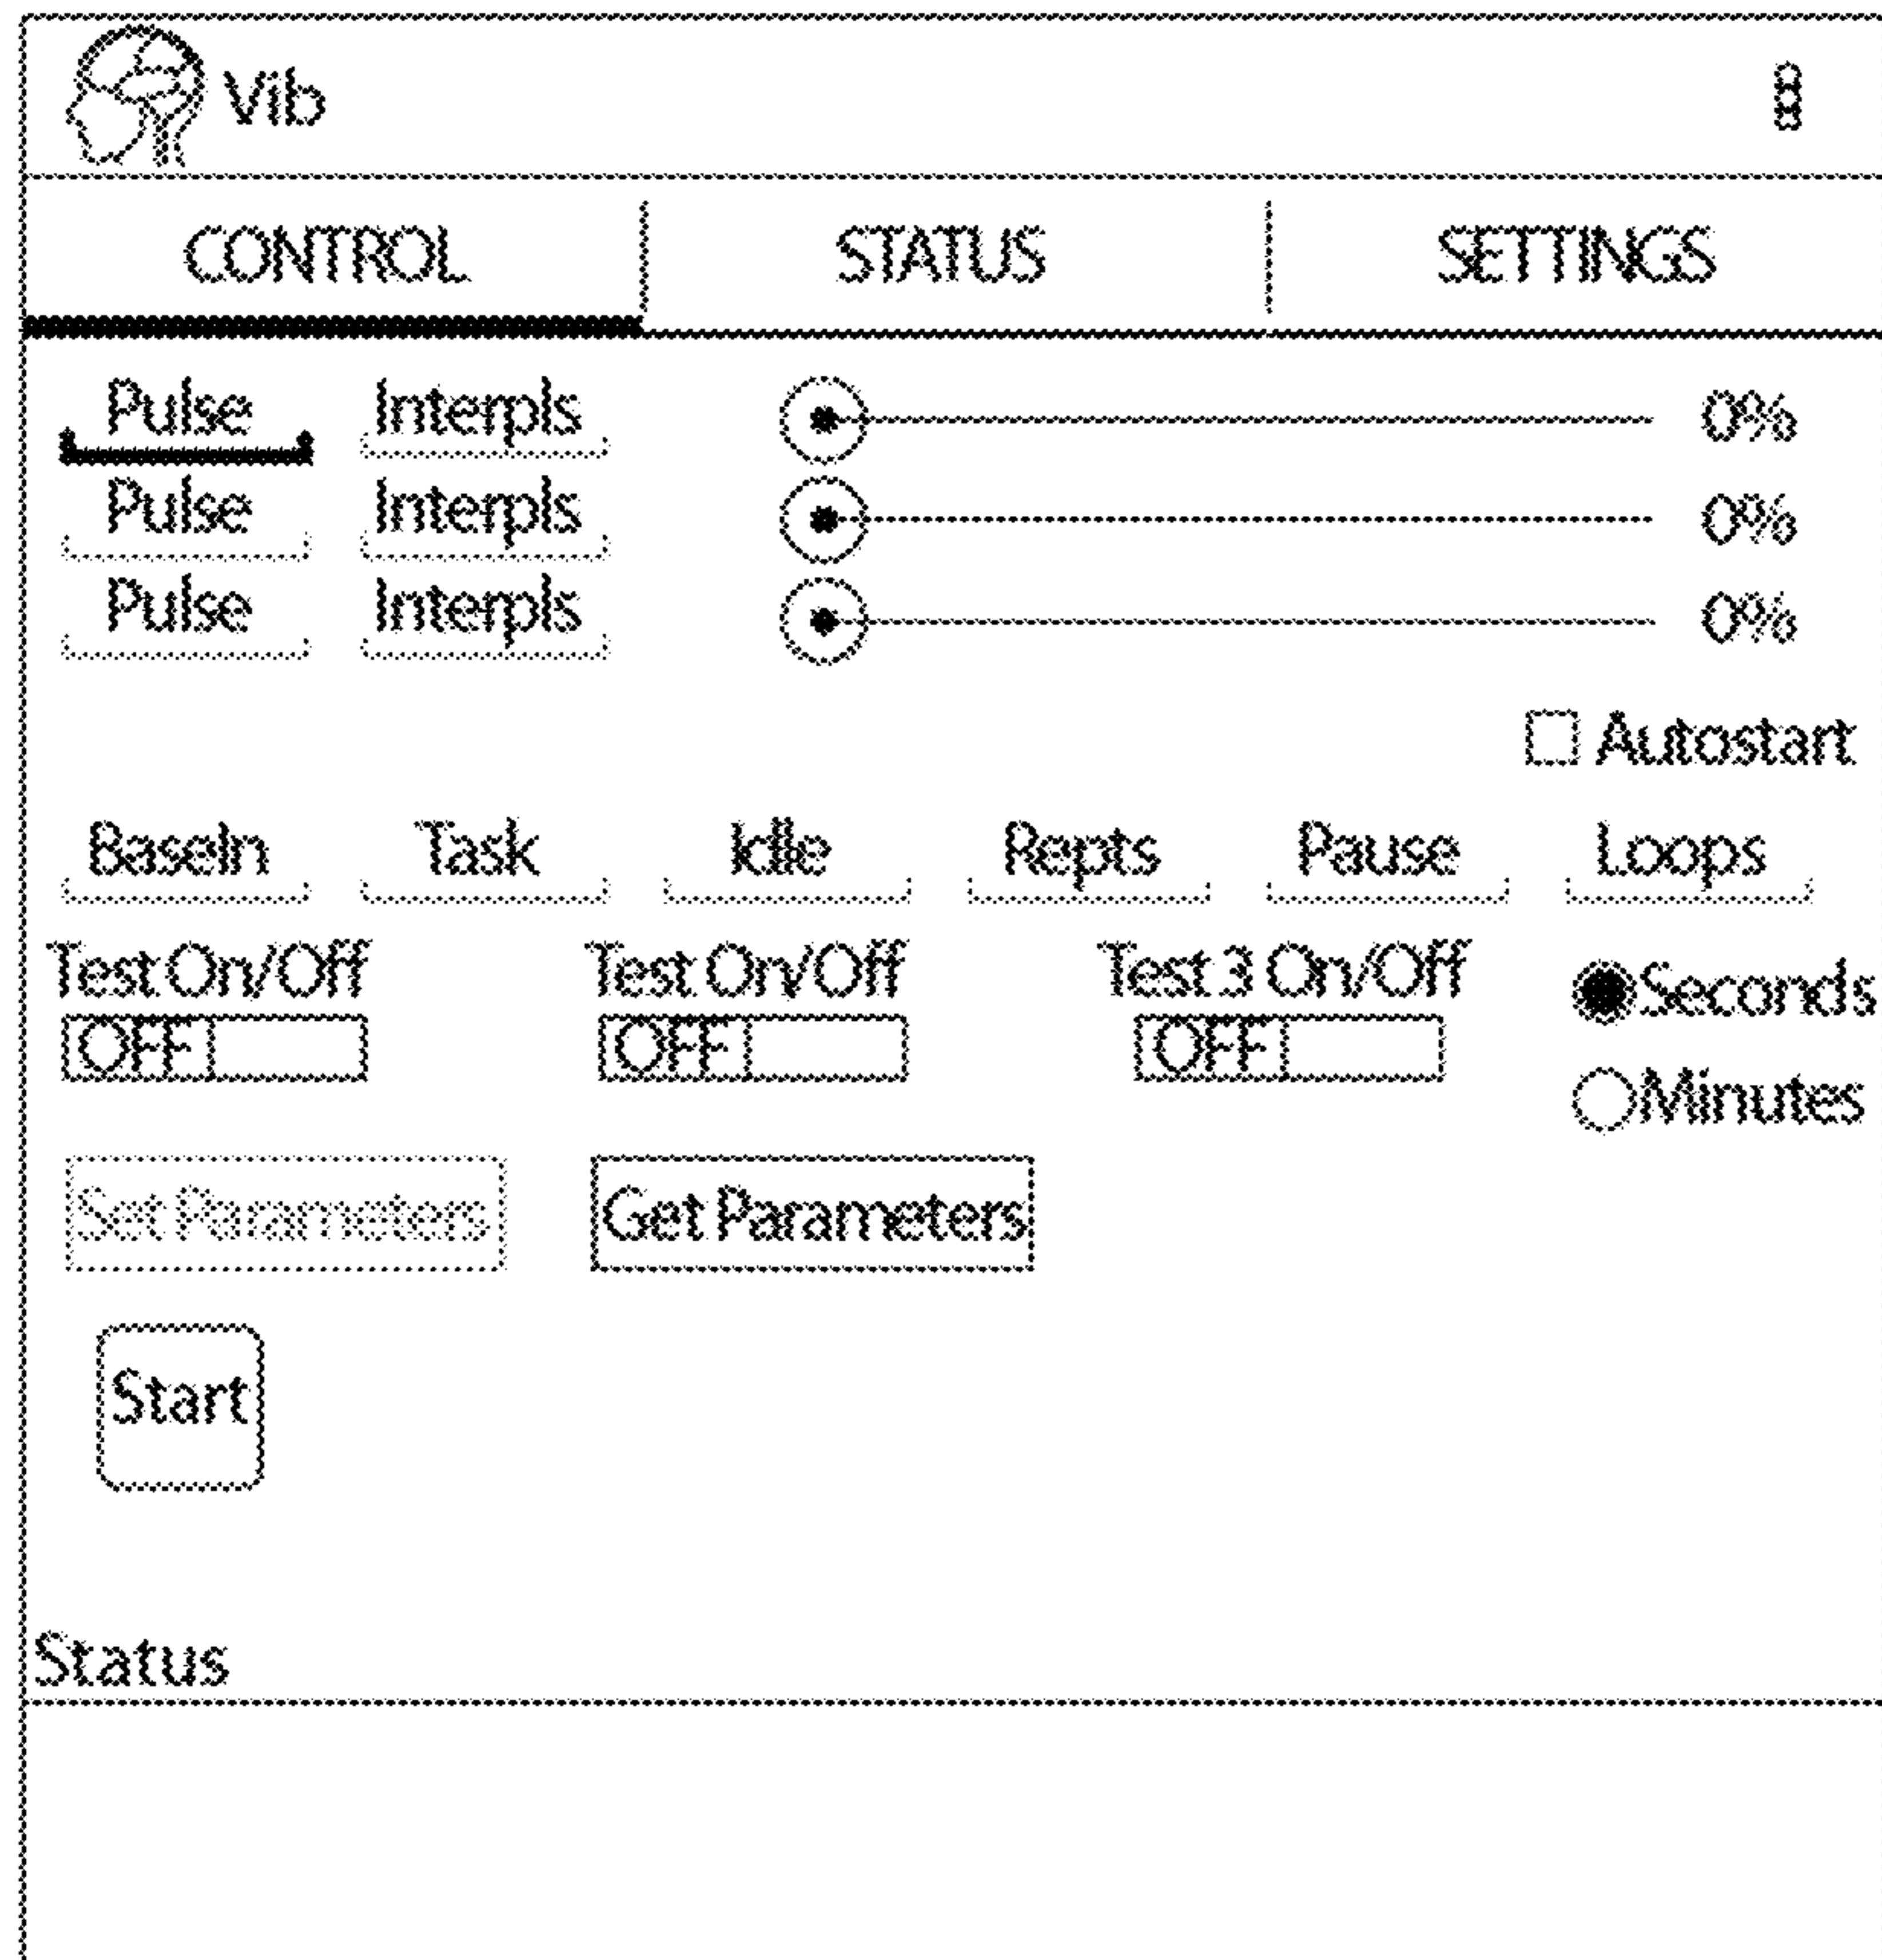 Vib
CONTROL STATUS SETTINGS
Pulse Interpls 0%
Pulse Interpls 0%
Pulse Interpls 0%
Autostart
Baseln Task Idle Repts Pause Loops
Test On/Off Test On/Off Test 3 On/Off Seconds
OFF OFF OFF
Minutes
Set Parameters Get Parameters
Start
Status